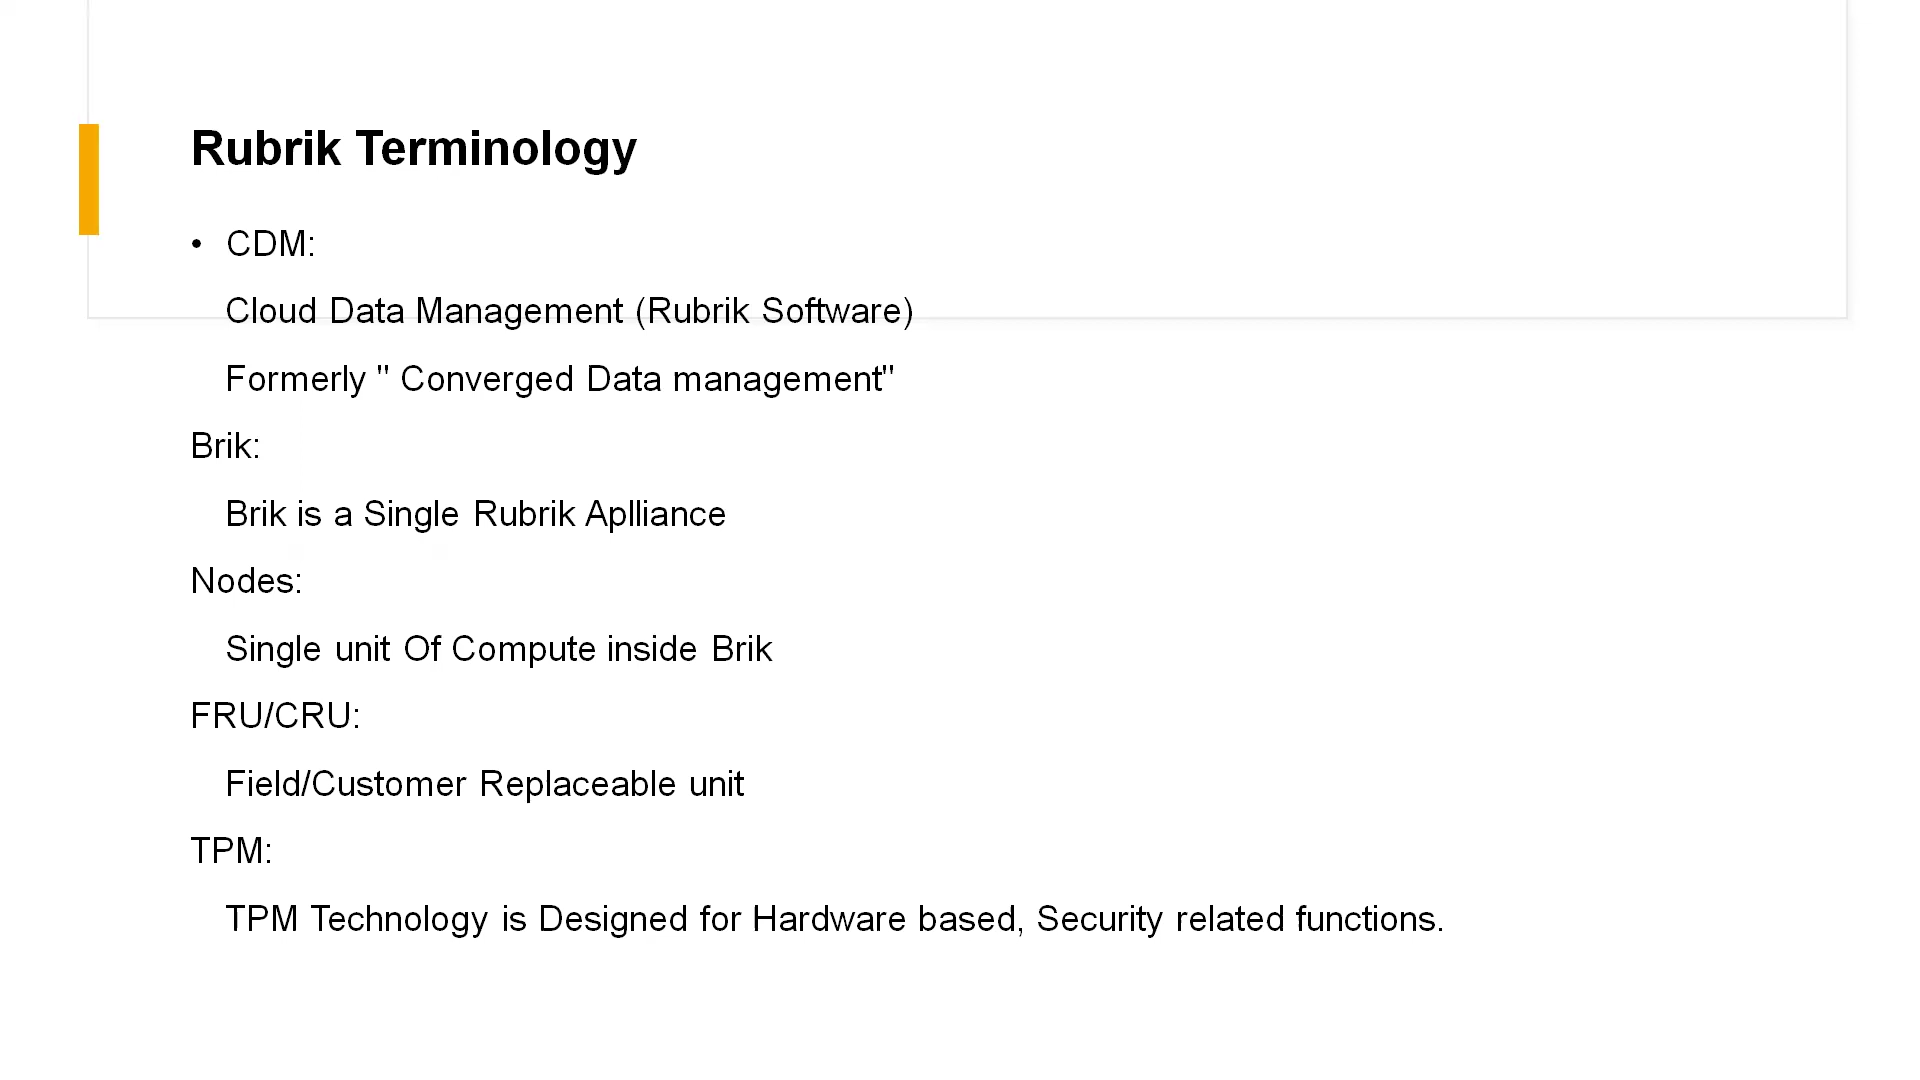 Rubrik Terminology
• CDM:
Cloud Data Management (Rubrik Software)
Formerly " Converged Data management"
Brik:
Brik is a Single Rubrik Aplliance
Nodes:
Single unit Of Compute inside Brik
FRU/CRU:
Field/Customer Replaceable unit
TPM:
TPM Technology is Designed for Hardware based, Security related functions.